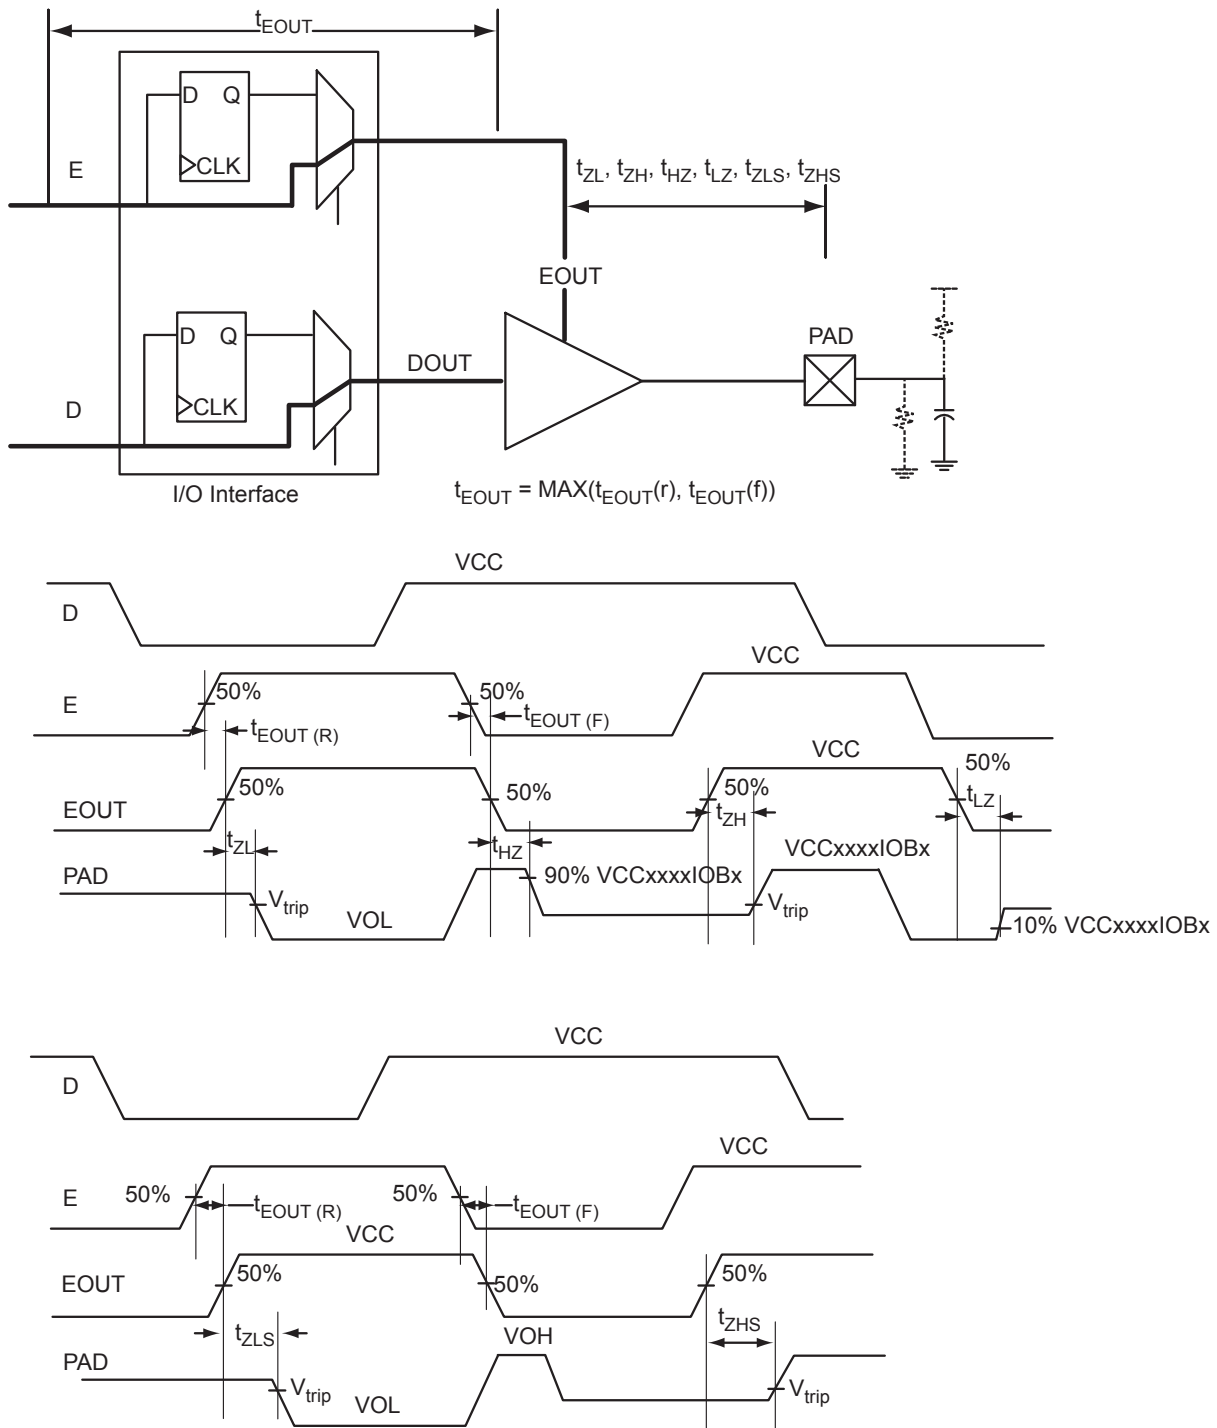 tEOUT
D Q
CLK
E
tZL, tZH, tHZ, tLZ, tZLS, tZHS
EOUT
D Q
CLK
DOUT
PAD
D
I/O Interface
tEOUT = MAX(tEOUT(r), tEOUT(f))
VCC
D
VCC
50%
50%
E
tEOUT (R)
tEOUT (F)
VCC
50%
50%
50%
50%
EOUT
tLZ
tZH
tZL
tHZ
VCCxxxxIOBx
PAD
90% VCCxxxxIOBx
Vtrip
Vtrip
VOL
10% VCCxxxxIOBx
VCC
D
VCC
50%
50%
E
tEOUT (R)
tEOUT (F)
VCC
EOUT
50%
50%
50%
tZLS
VOH
tZHS
PAD
Vtrip
Vtrip
VOL